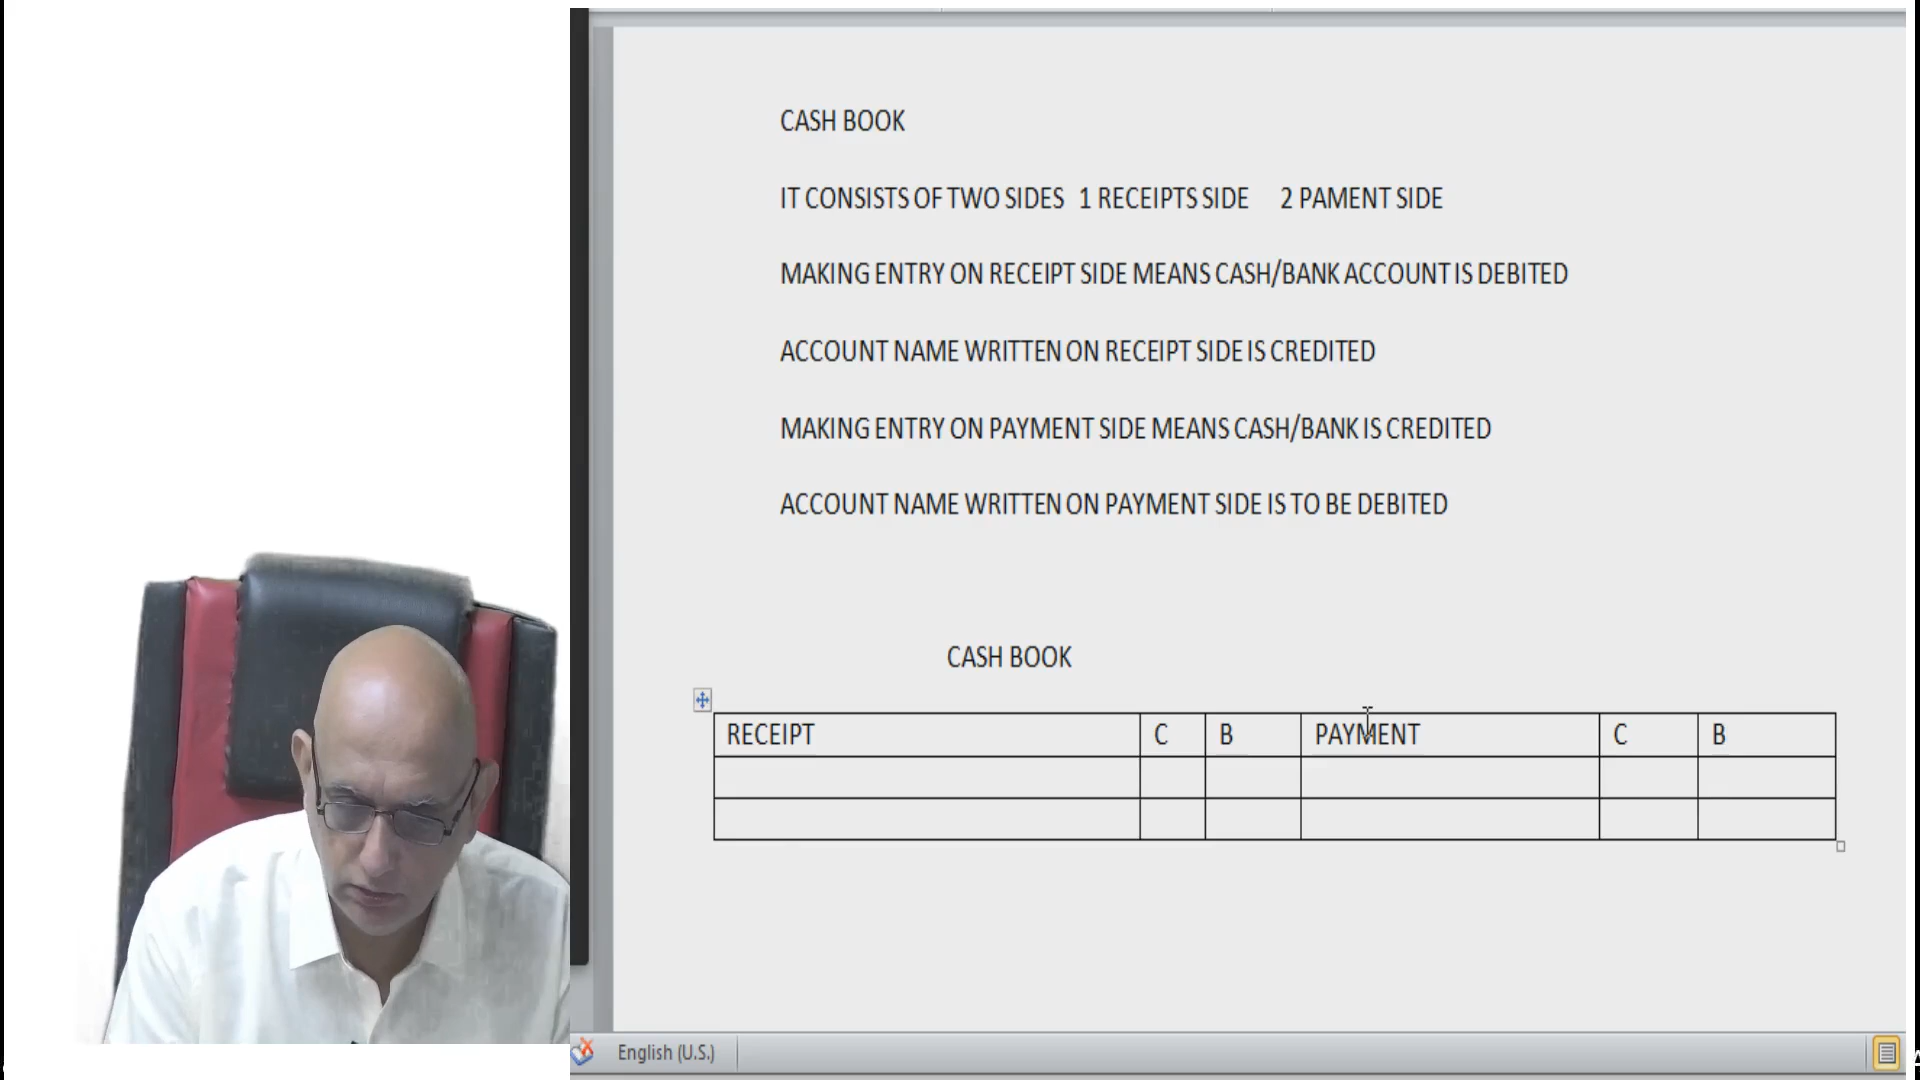 CASH BOOK
IT CONSISTS OF TWO SIDES 1 RECEIPTS SIDE 2 PAMENT SIDE
MAKING ENTRY ON RECEIPT SIDE MEANS CASH/BANK ACCOUNT IS DEBITED
ACCOUNT NAME WRITTEN ON RECEIPT SIDE IS CREDITED
MAKING ENTRY ON PAYMENT SIDE MEANS CASH/BANK IS CREDITED
ACCOUNT NAME WRITTEN ON PAYMENT SIDE IS TO BE DEBITED
CASH BOOK
RECEIPT C B PAYMENT C B
English (U.S.)